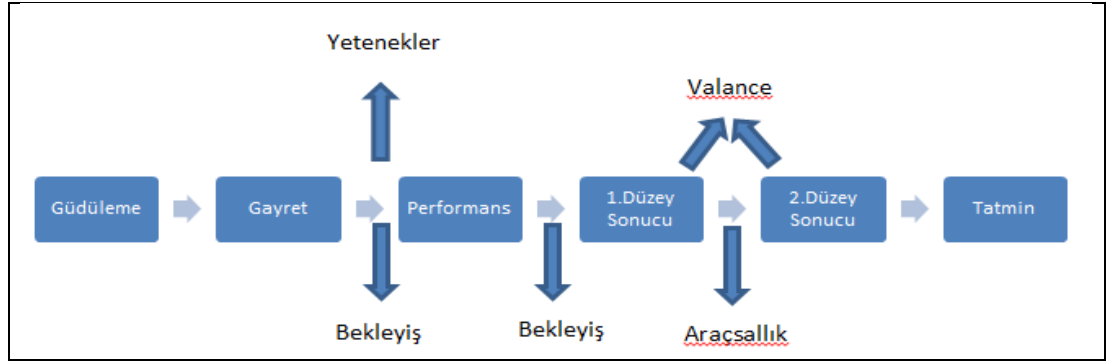 Yetenekler
Valance
Güdüleme
Gayret
Performans
1.Düzey
Sonucu
2.Düzey
Sonucu
Tatmin
Bekleyiş
Bekleyiş
Araçsallık